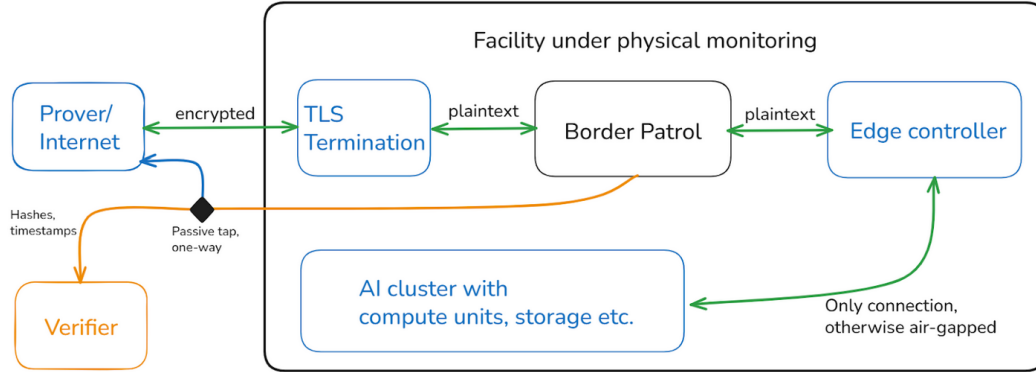 Facility under physical monitoring
Prover/
Internet
encrypted
TLS
Termination
plaintext
Border Patrol
plaintext
Edge controller
Hashes,
timestamps
Passive tap,
one-way
Verifier
AI cluster with
compute units, storage etc.
Only connection,
otherwise air-gapped